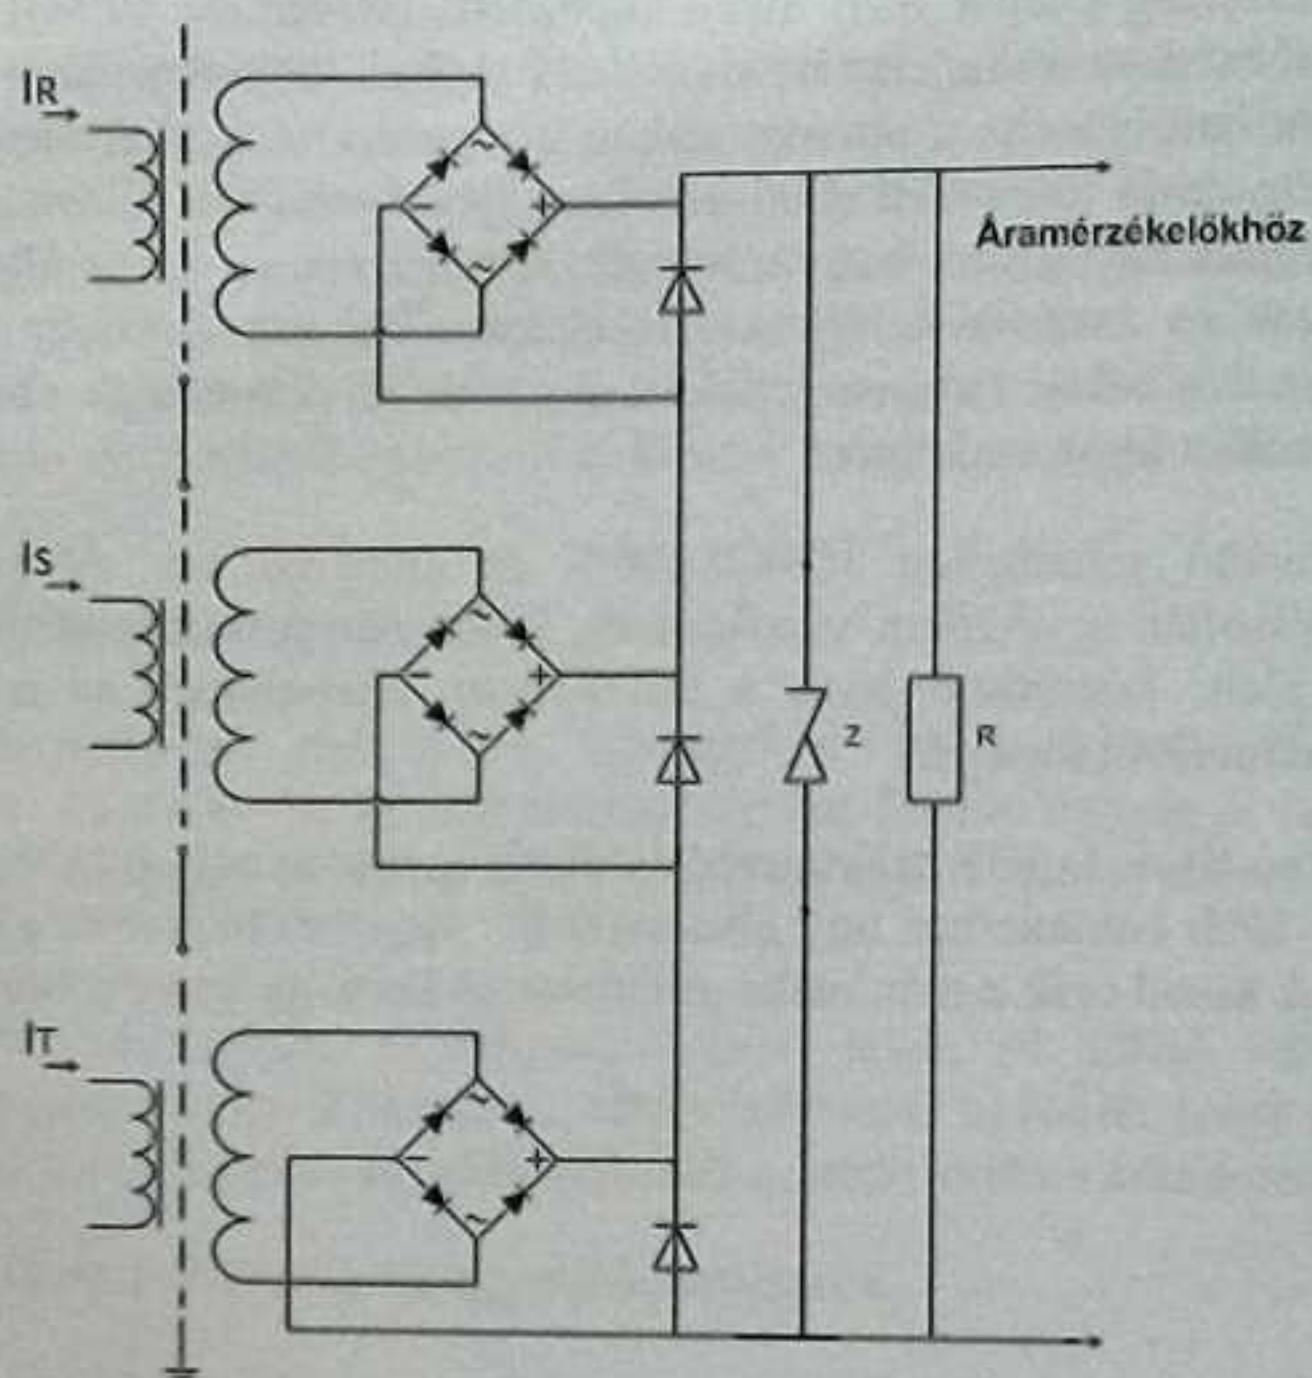 IR
~
− +
~
Áramérzékelőkhöz
IS
~
− +
~
Z R
IT
~
− +
~